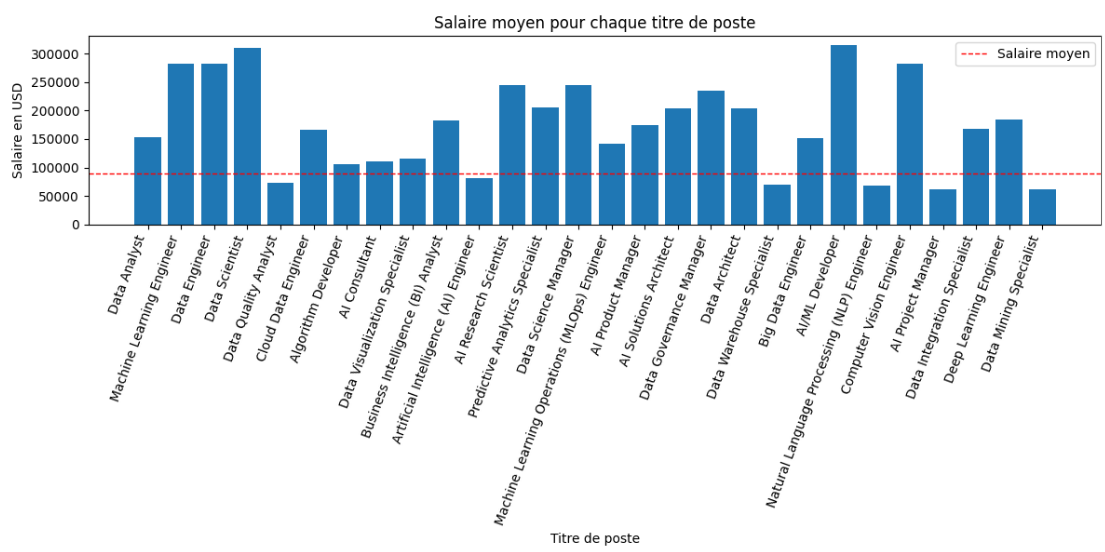 Salaire moyen pour chaque titre de poste
Salaire moyen
Salaire en USD
300000
250000
200000
150000
100000
50000
0
Data Analyst
Machine Learning Engineer
Data Engineer
Data Scientist
Data Quality Analyst
Cloud Data Engineer
Algorithm Developer
AI Consultant
Data Visualization Specialist
Business Intelligence (BI) Analyst
Artificial Intelligence (AI) Engineer
AI Research Scientist
Predictive Analytics Specialist
Data Science Manager
Machine Learning Operations (MLOps) Engineer
AI Product Manager
AI Solutions Architect
Data Governance Manager
Data Architect
Data Warehouse Specialist
Big Data Engineer
AI/ML Developer
Natural Language Processing (NLP) Engineer
Computer Vision Engineer
AI Project Manager
Data Integration Specialist
Deep Learning Engineer
Data Mining Specialist
Titre de poste